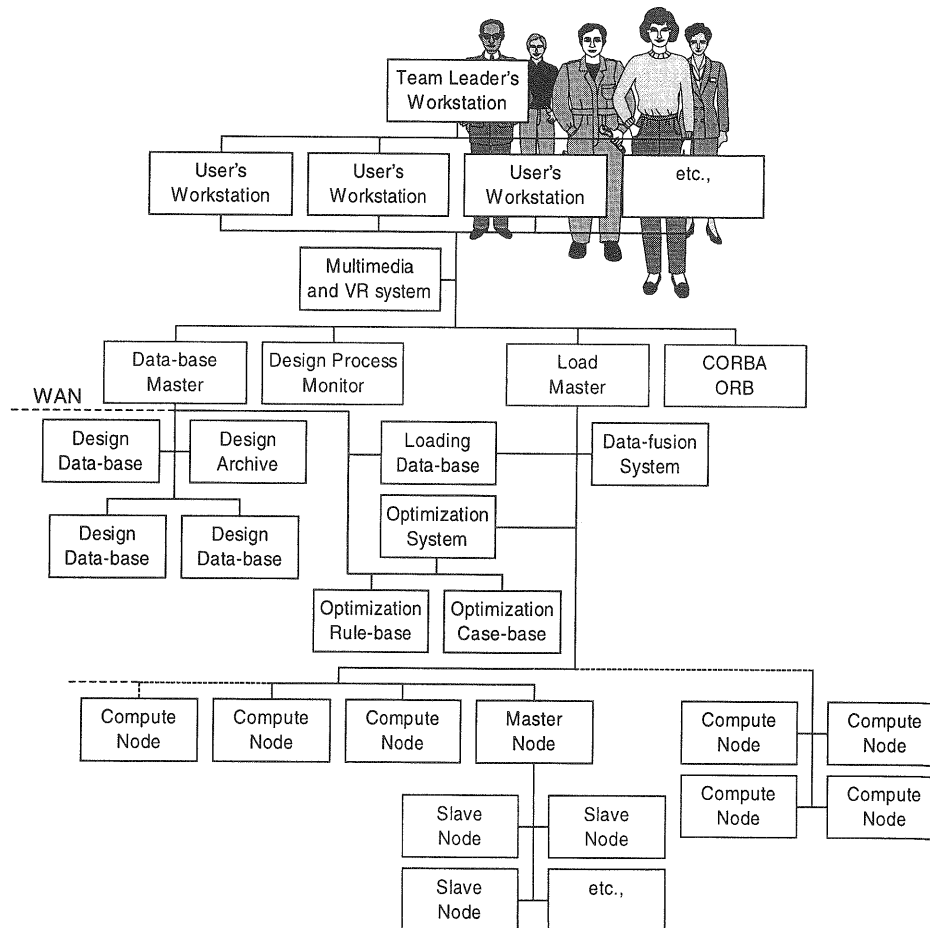 Team Leader's
Workstation
User's
Workstation
User's
Workstation
User's
Workstation
etc.,
Multimedia
and VR system
Data-base
Master
Design Process
Monitor
Load
Master
CORBA
ORB
WAN
Design
Data-base
Design
Archive
Loading
Data-base
Data-fusion
System
Design
Data-base
Design
Data-base
Optimization
System
Optimization
Rule-base
Optimization
Case-base
Compute
Node
Compute
Node
Compute
Node
Master
Node
Compute
Node
Compute
Node
Compute
Node
Compute
Node
Slave
Node
Slave
Node
Slave
Node
etc.,